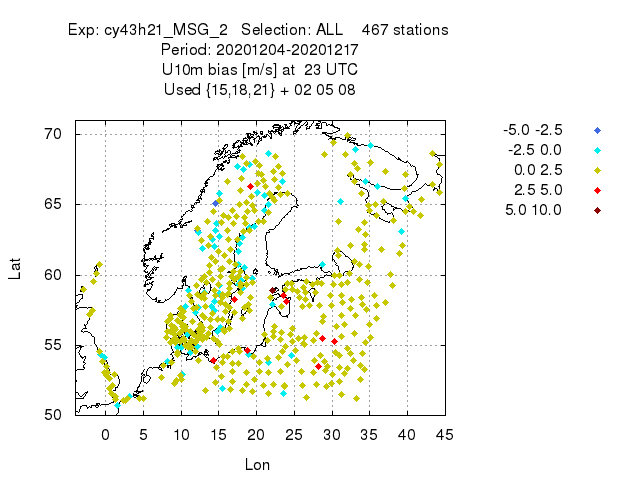 Exp: cy43h21_MSG_2 Selection: ALL 467 stations
Period: 20201204-20201217
U10m bias [m/s] at 23 UTC
Used {15,18,21} + 02 05 08
70
65
60
55
50
Lat
0 5 10 15 20 25 30 35 40 45
Lon
-5.0 -2.5
-2.5 0.0
0.0 2.5
2.5 5.0
5.0 10.0